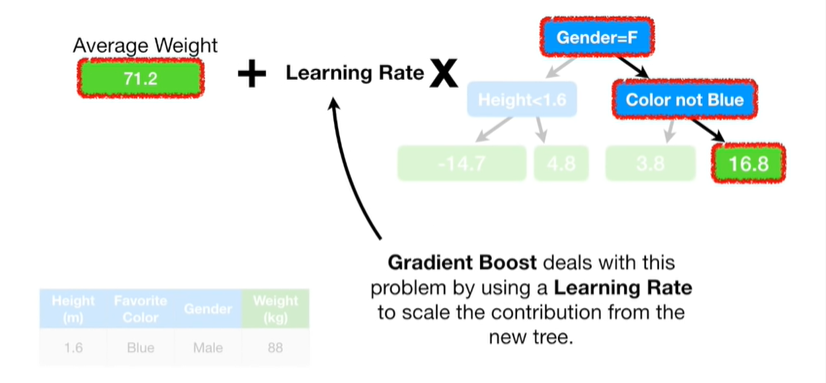 Average Weight
71.2
+ Learning Rate X
Gender=F
Height<1.6
Color not Blue
-14.7
4.8
3.8
16.8
Gradient Boost deals with this
problem by using a Learning Rate
to scale the contribution from the
new tree.
Height (m) Favorite Color Gender Weight (kg)
1.6 Blue Male 88